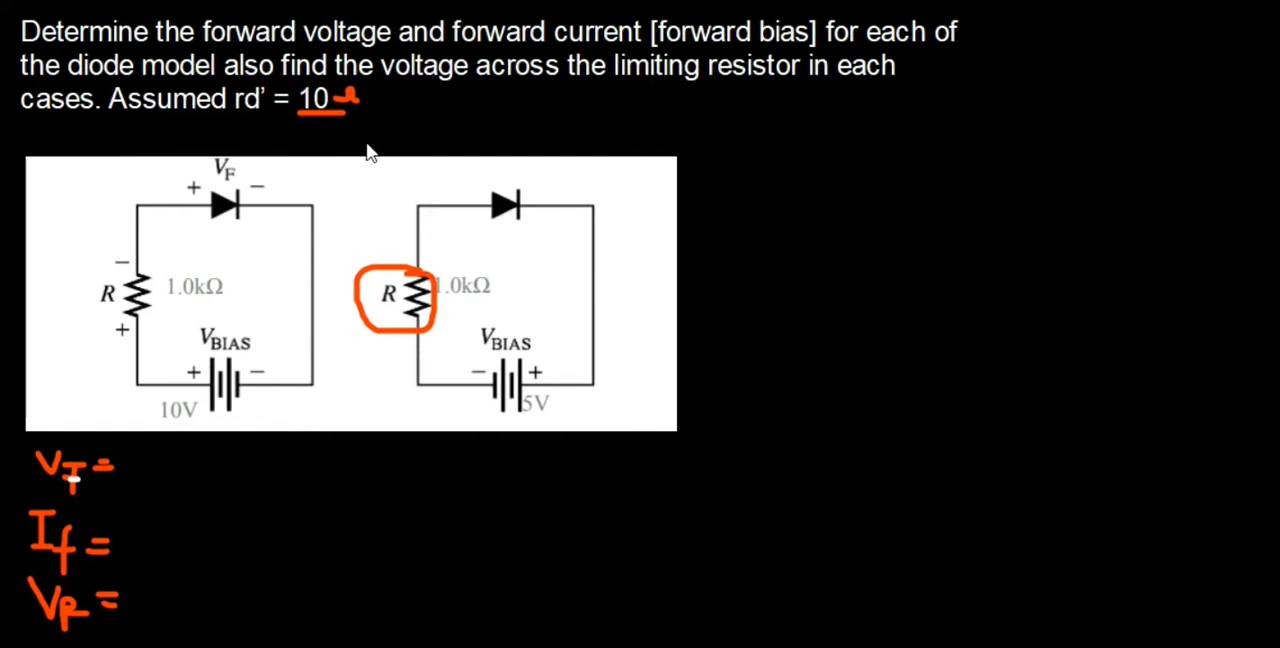 Determine the forward voltage and forward current [forward bias] for each of
the diode model also find the voltage across the limiting resistor in each
cases. Assumed rd’ = 10
VF
+ −
−
R 1.0kΩ
+
VBIAS
+ −
10V
R 1.0kΩ
VBIAS
− +
5V
If =
VR =